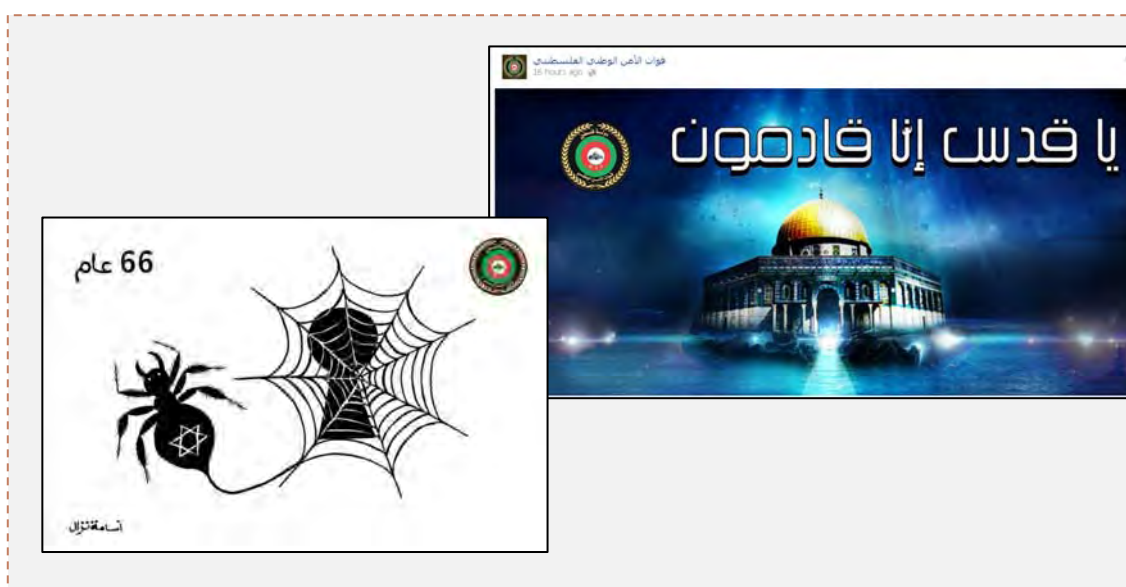 قوات الأمن الوطني الفلسطيني
16 hours ago
يا قدس إنا قادمون
66 عام
أسامة نزال